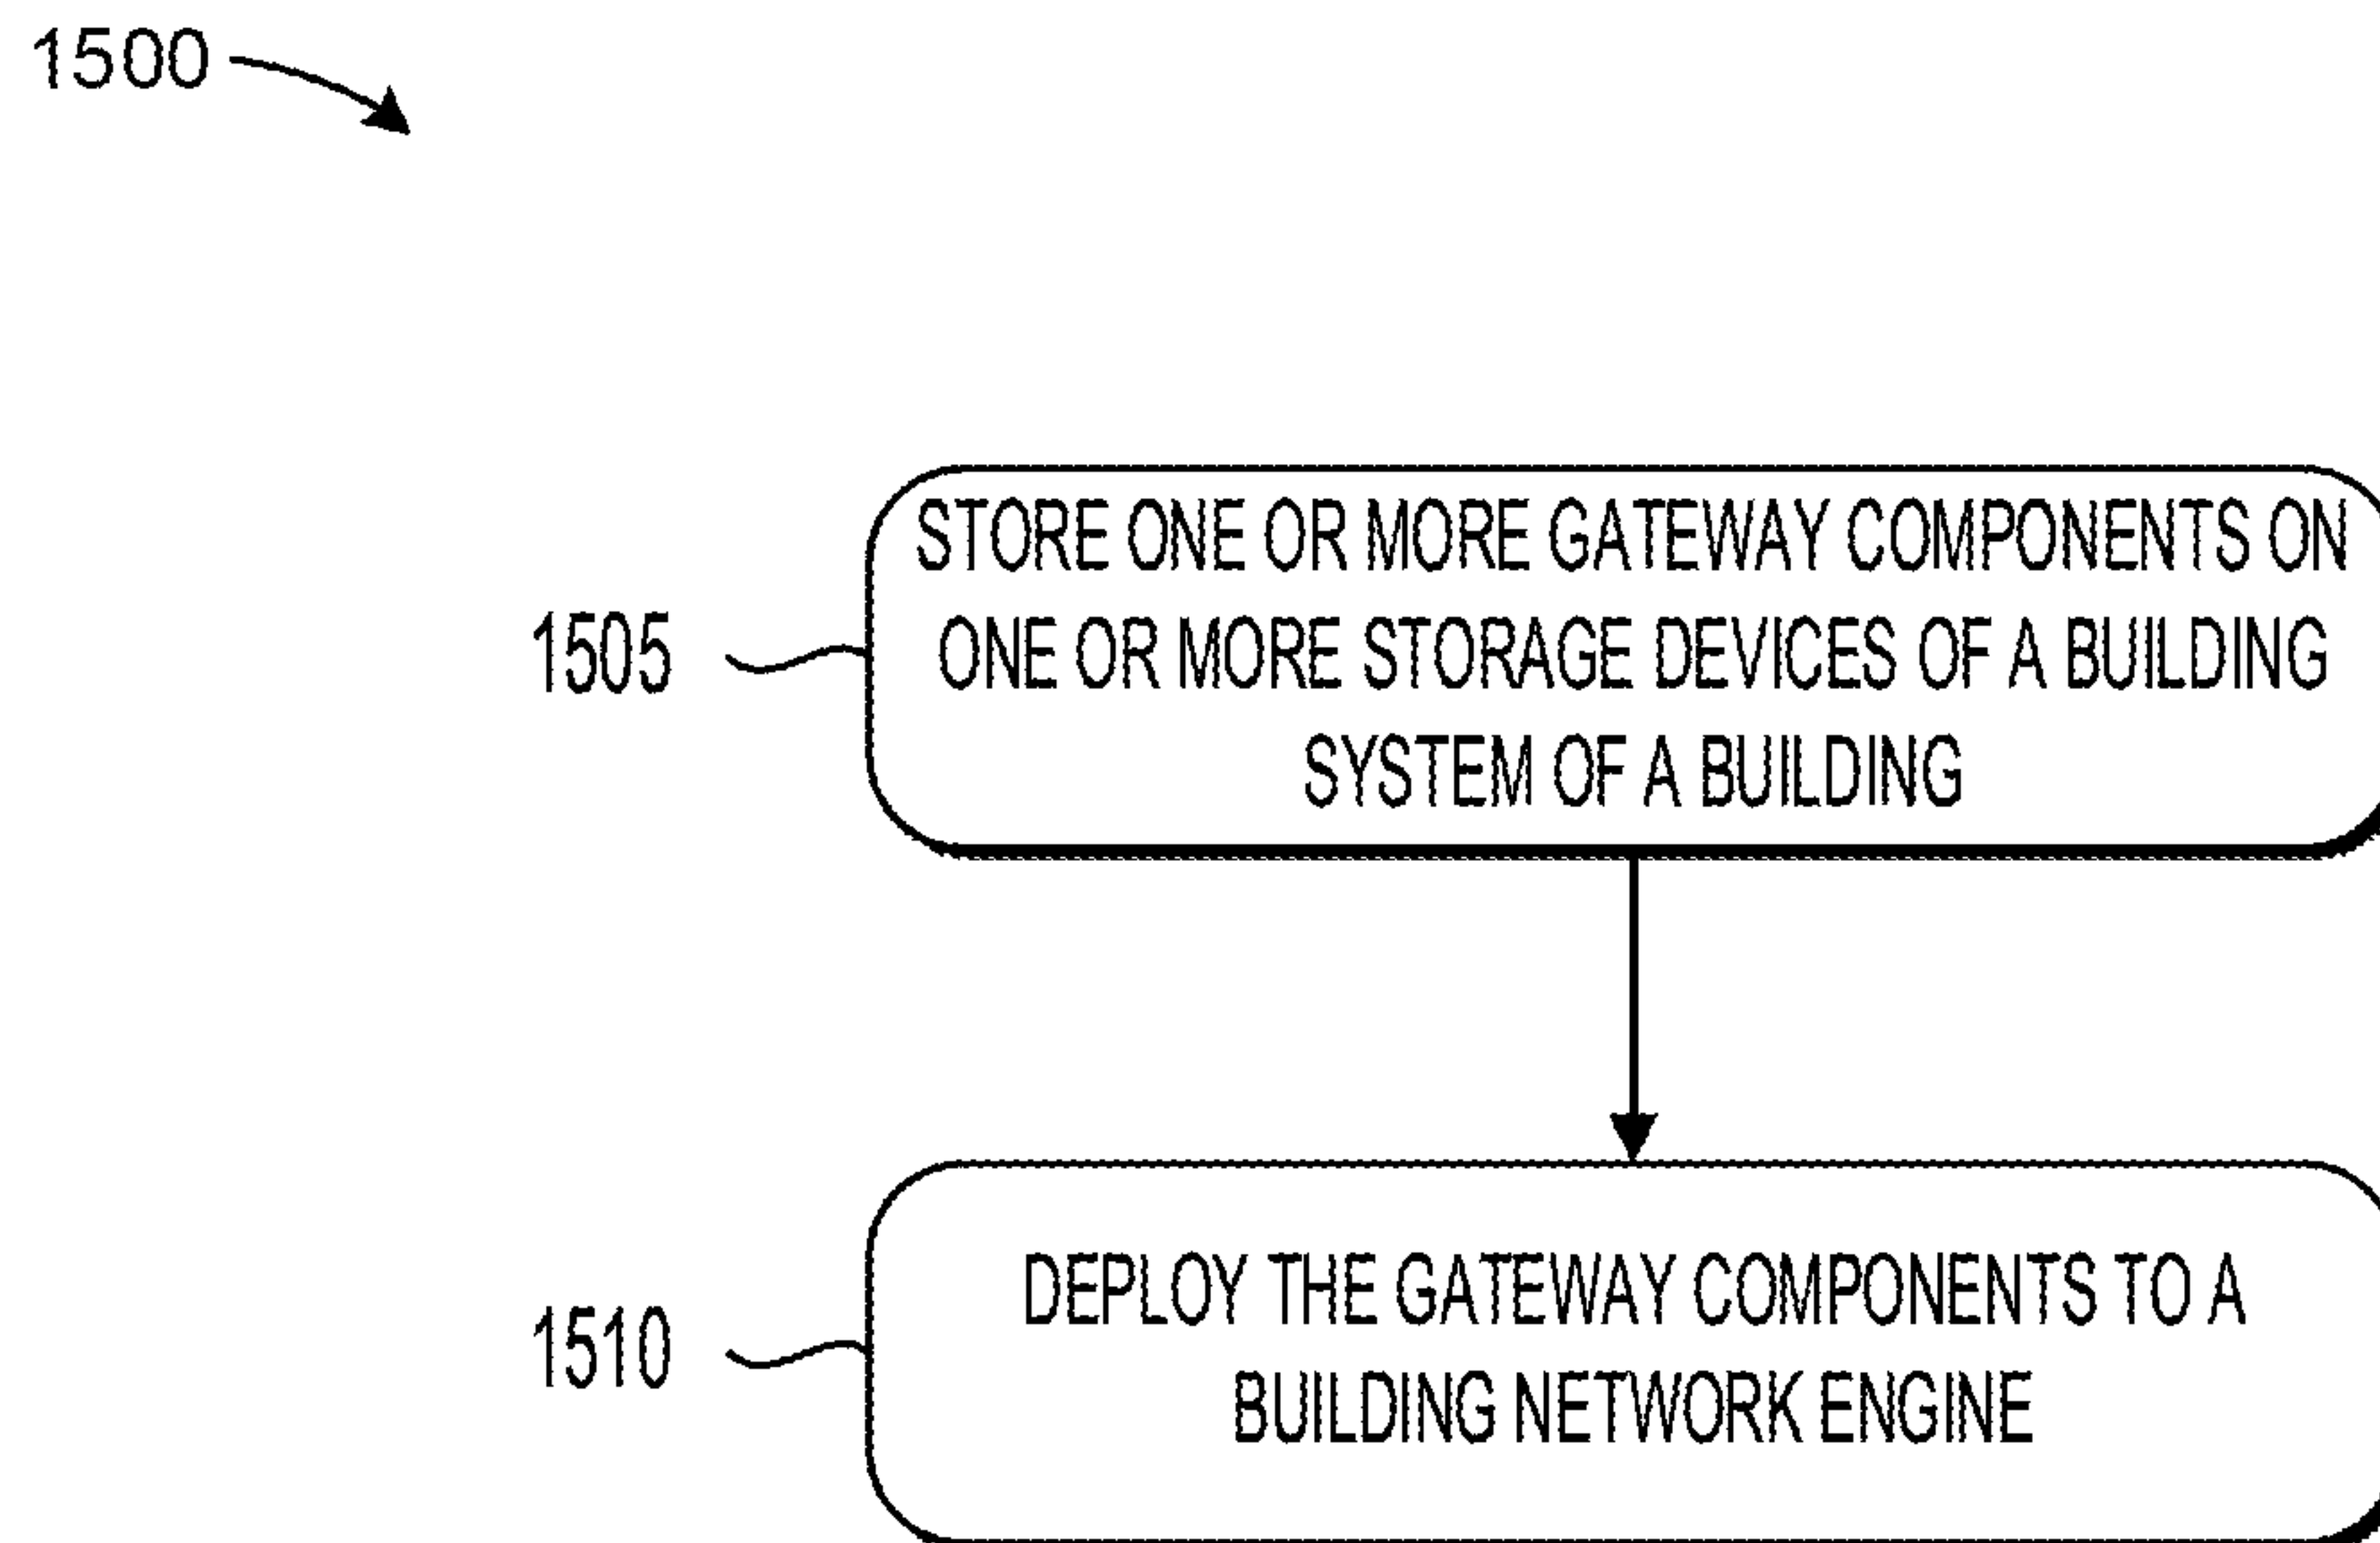 1500
STORE ONE OR MORE GATEWAY COMPONENTS ON
ONE OR MORE STORAGE DEVICES OF A BUILDING
SYSTEM OF A BUILDING
1505
DEPLOY THE GATEWAY COMPONENTS TO A
BUILDING NETWORK ENGINE
1510